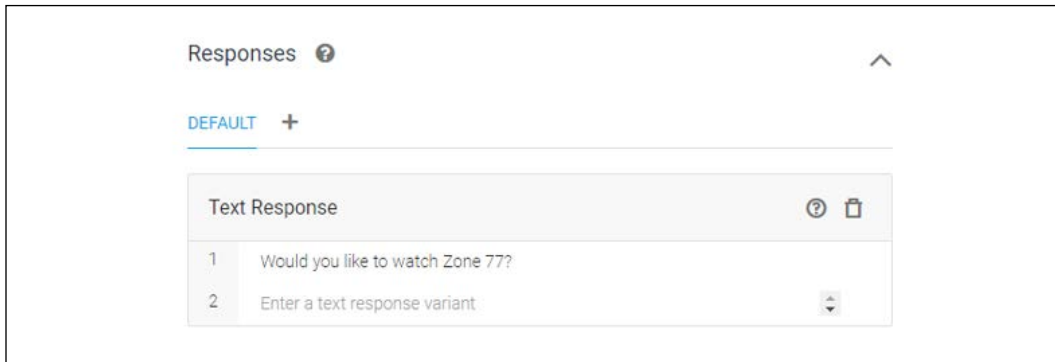 Responses
DEFAULT
Text Response
1 Would you like to watch Zone 77?
2 Enter a text response variant